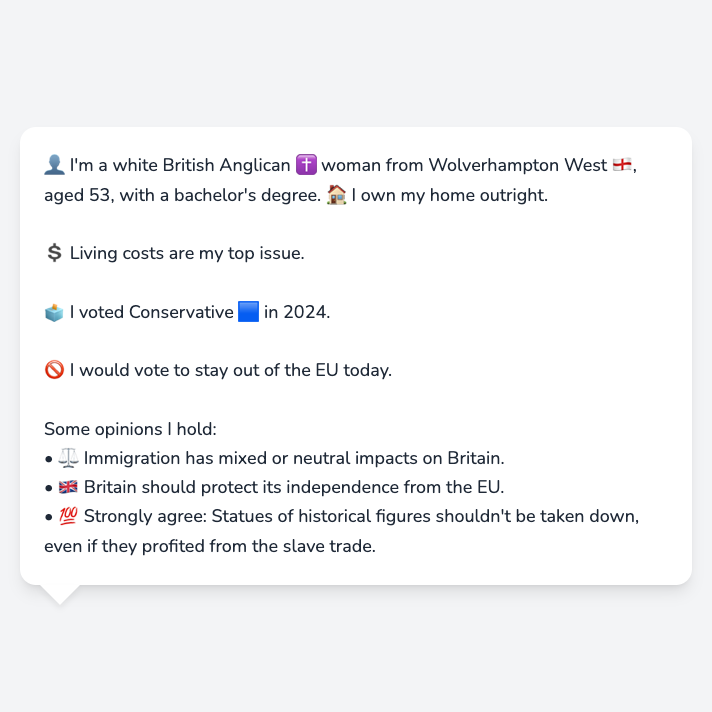 👤 I'm a white British Anglican ✝️ woman from Wolverhampton West 🏴󠁧󠁢󠁥󠁮󠁧󠁿,
aged 53, with a bachelor's degree. 🏠 I own my home outright.
💲 Living costs are my top issue.
🗳️ I voted Conservative 🟦 in 2024.
🚫 I would vote to stay out of the EU today.
Some opinions I hold:
• ⚖️ Immigration has mixed or neutral impacts on Britain.
• 🇬🇧 Britain should protect its independence from the EU.
• 💯 Strongly agree: Statues of historical figures shouldn't be taken down,
even if they profited from the slave trade.